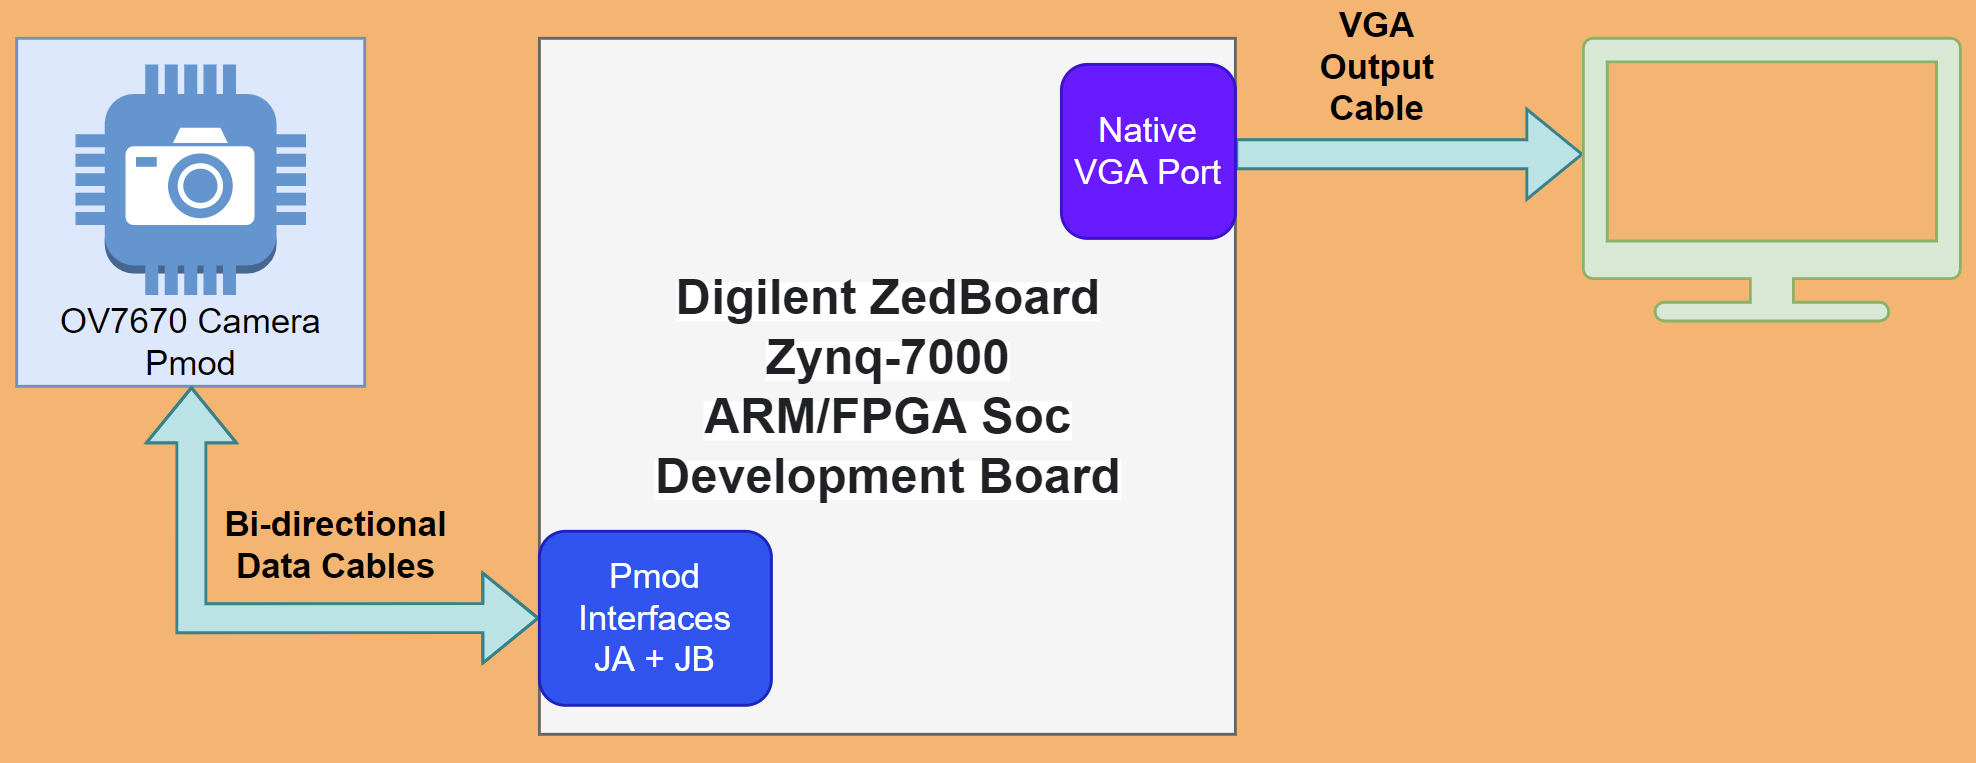 OV7670 Camera
Pmod
Bi-directional
Data Cables
Digilent ZedBoard
Zynq-7000
ARM/FPGA Soc
Development Board
Pmod
Interfaces
JA + JB
Native
VGA Port
VGA
Output
Cable